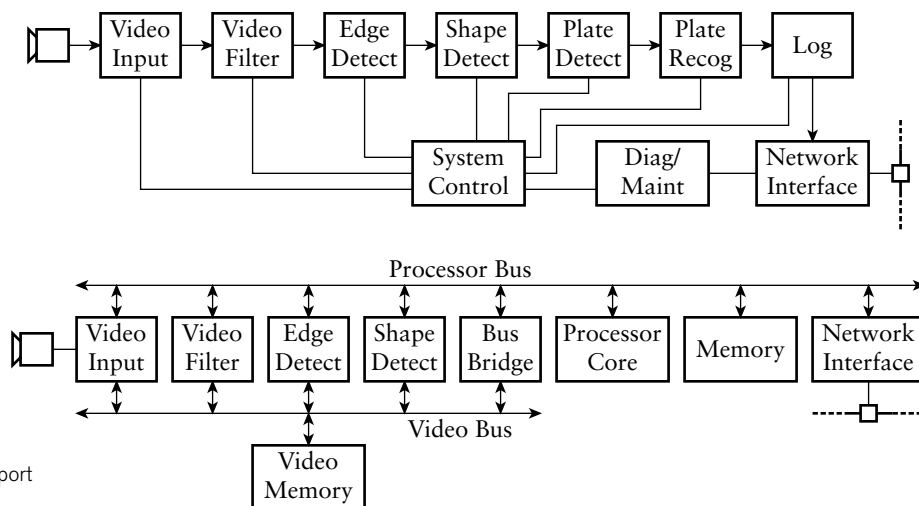 Video Input
Video Filter
Edge Detect
Shape Detect
Plate Detect
Plate Recog
Log
System Control
Diag/ Maint
Network Interface
Processor Bus
Video Input
Video Filter
Edge Detect
Shape Detect
Bus Bridge
Processor Core
Memory
Network Interface
Video Bus
port
Video Memory